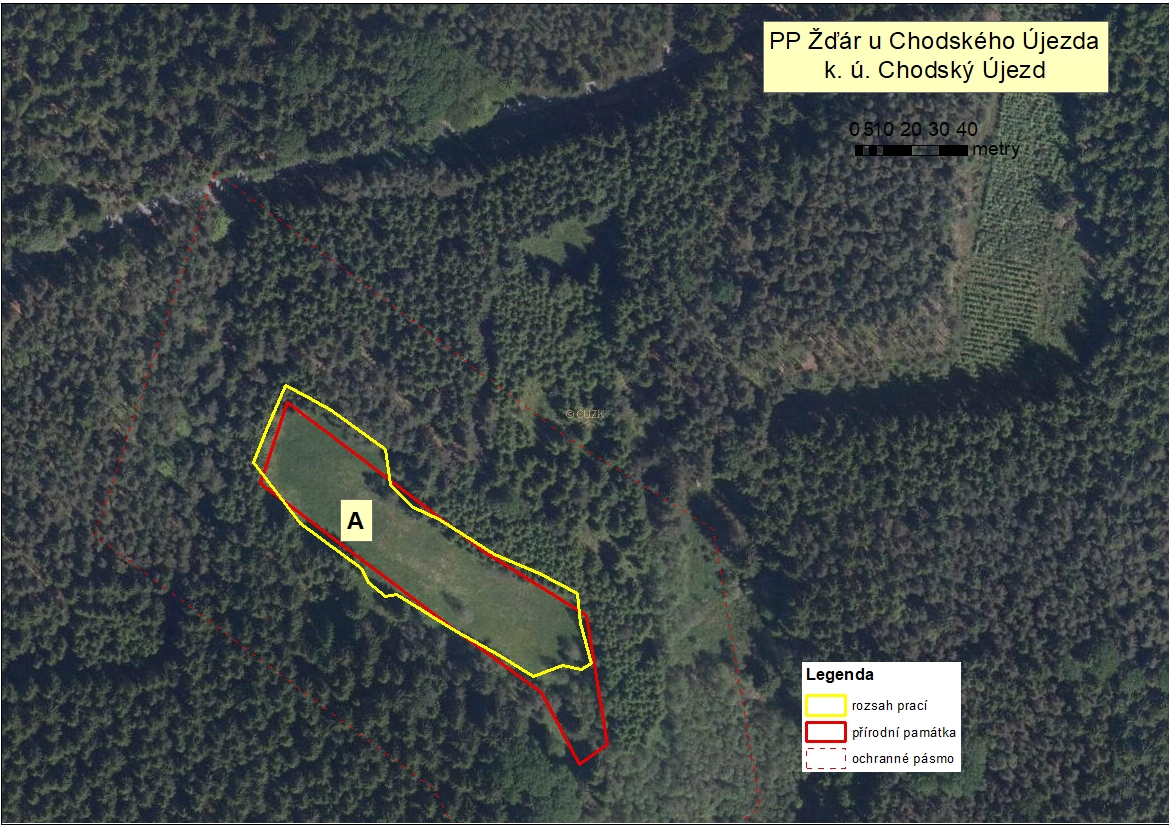 PP Žďár u Chodského Újezda
k. ú. Chodský Újezd
0 5 10 20 30 40
metry
© ČÚZK
A
Legenda
rozsah prací
přírodní památka
ochranné pásmo